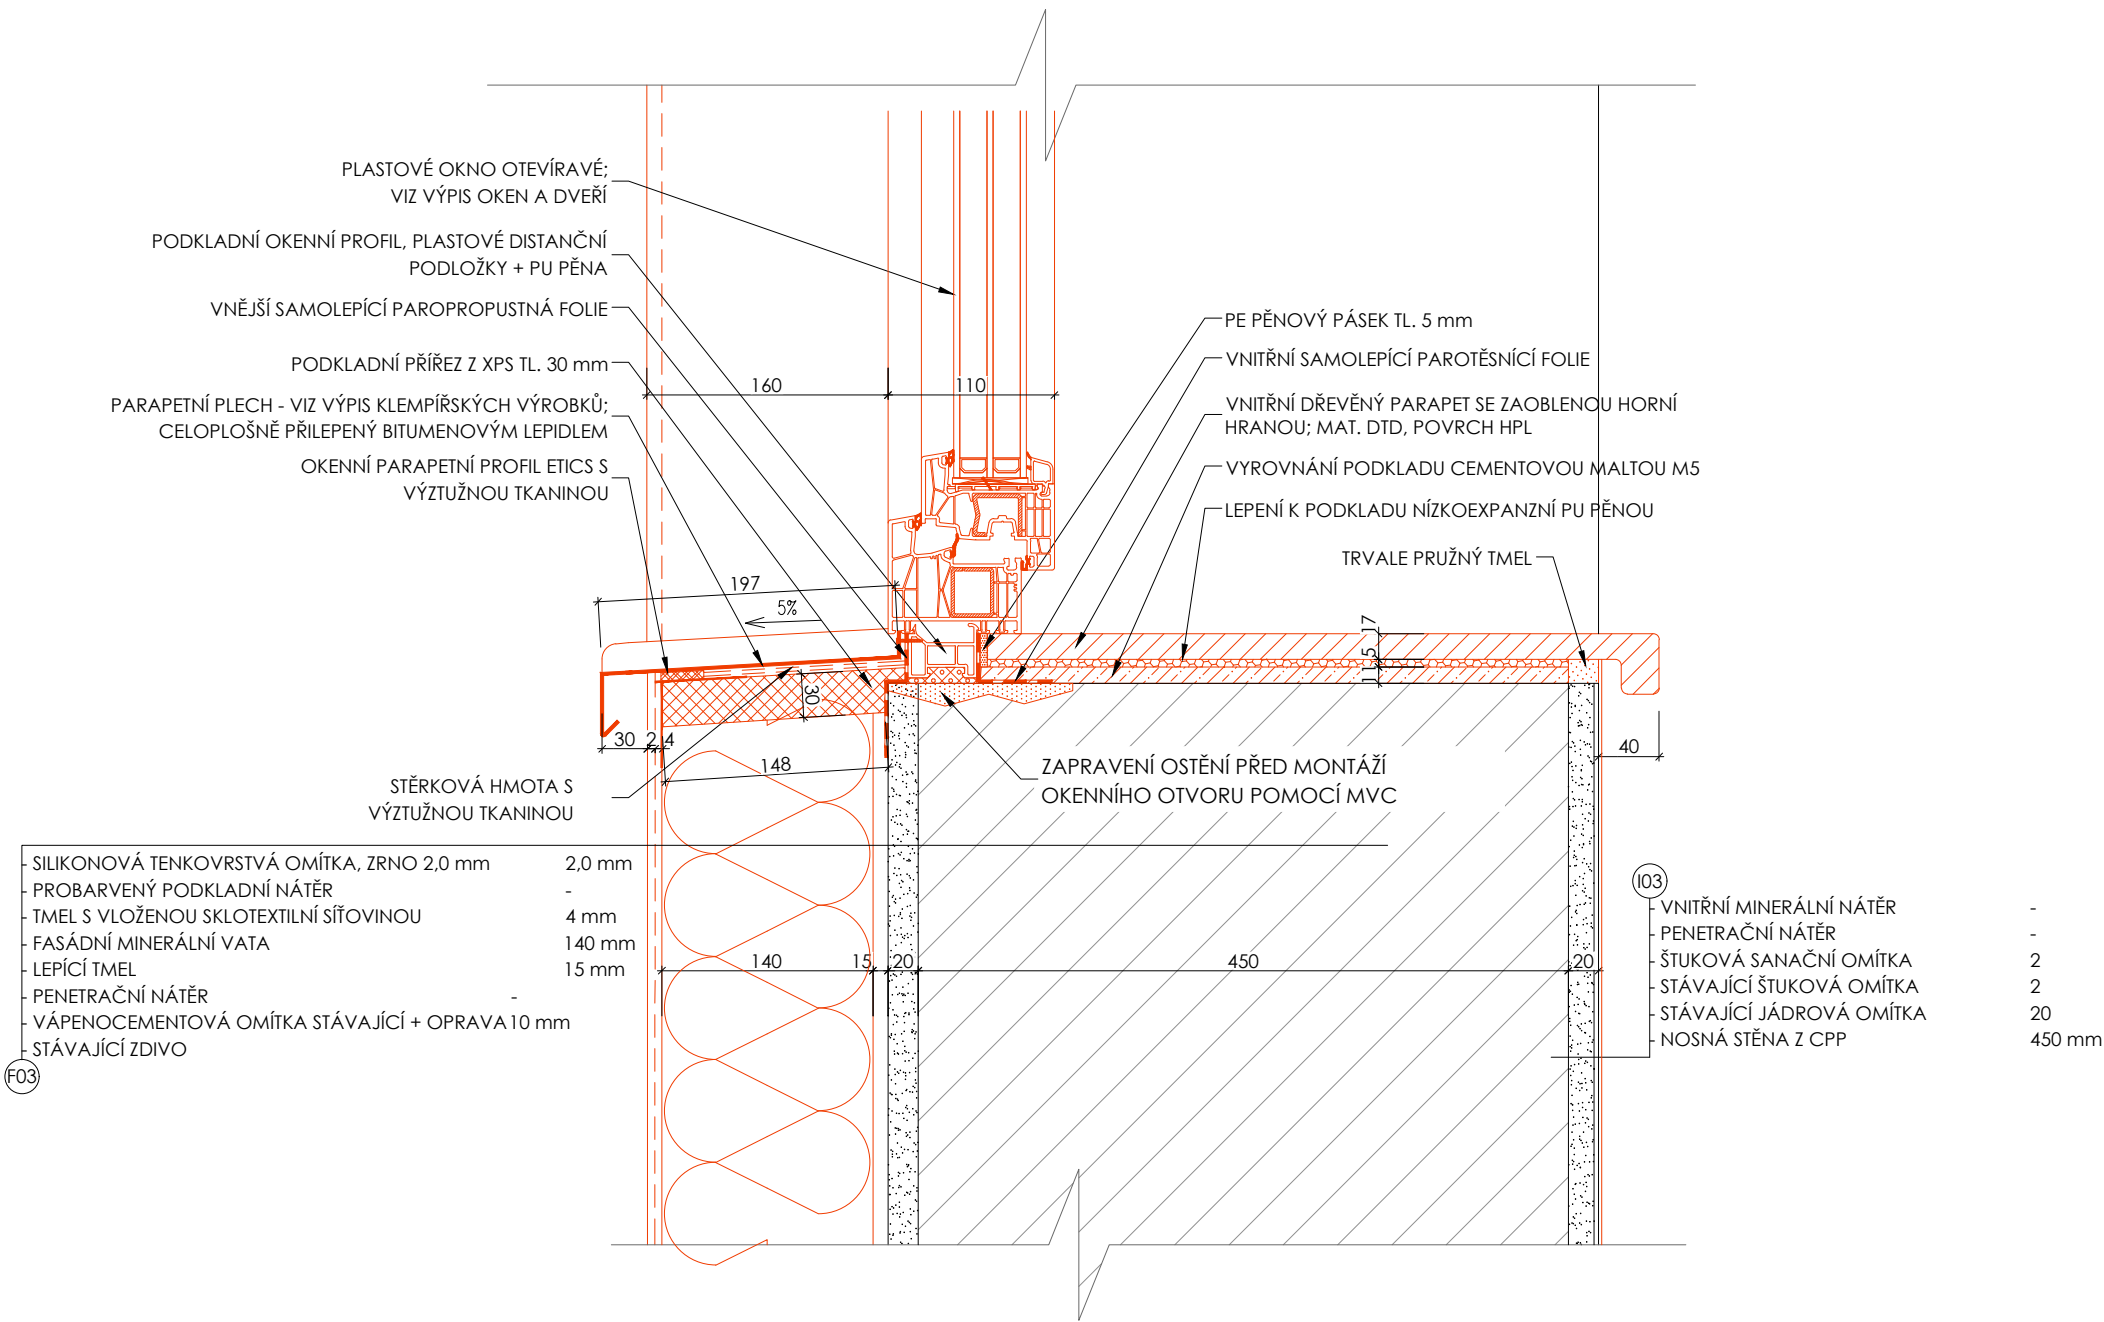 PLASTOVÉ OKNO OTEVÍRAVÉ;
VIZ VÝPIS OKEN A DVEŘÍ
PODKLADNÍ OKENNÍ PROFIL, PLASTOVÉ DISTANČNÍ
PODLOŽKY + PU PĚNA
VNĚJŠÍ SAMOLEPÍCÍ PAROPROPUSTNÁ FOLIE
PODKLADNÍ PŘÍŘEZ Z XPS TL. 30 mm
PARAPETNÍ PLECH - VIZ VÝPIS KLEMPÍŘSKÝCH VÝROBKŮ;
CELOPLOŠNĚ PŘILEPENÝ BITUMENOVÝM LEPIDLEM
OKENNÍ PARAPETNÍ PROFIL ETICS S
VÝZTUŽNOU TKANINOU
160
110
PE PĚNOVÝ PÁSEK TL. 5 mm
VNITŘNÍ SAMOLEPÍCÍ PAROTĚSNÍCÍ FOLIE
VNITŘNÍ DŘEVĚNÝ PARAPET SE ZAOBLENOU HORNÍ
HRANOU; MAT. DTD, POVRCH HPL
VYROVNÁNÍ PODKLADU CEMENTOVOU MALTOU M5
LEPENÍ K PODKLADU NÍZKOEXPANZNÍ PU PĚNOU
TRVALE PRUŽNÝ TMEL
197
5%
17
5
11
30
30
2
4
148
40
STĚRKOVÁ HMOTA S
VÝZTUŽNOU TKANINOU
ZAPRAVENÍ OSTĚNÍ PŘED MONTÁŽÍ
OKENNÍHO OTVORU POMOCÍ MVC
SILIKONOVÁ TENKOVRSTVÁ OMÍTKA, ZRNO 2,0 mm 2,0 mm
PROBARVENÝ PODKLADNÍ NÁTĚR -
TMEL S VLOŽENOU SKLOTEXTILNÍ SÍŤOVINOU 4 mm
FASÁDNÍ MINERÁLNÍ VATA 140 mm
LEPÍCÍ TMEL 15 mm
PENETRAČNÍ NÁTĚR -
VÁPENOCEMENTOVÁ OMÍTKA STÁVAJÍCÍ + OPRAVA 10 mm
STÁVAJÍCÍ ZDIVO
F03
140
15
20
450
20
I03
VNITŘNÍ MINERÁLNÍ NÁTĚR -
PENETRAČNÍ NÁTĚR -
ŠTUKOVÁ SANAČNÍ OMÍTKA 2
STÁVAJÍCÍ ŠTUKOVÁ OMÍTKA 2
STÁVAJÍCÍ JÁDROVÁ OMÍTKA 20
NOSNÁ STĚNA Z CPP 450 mm